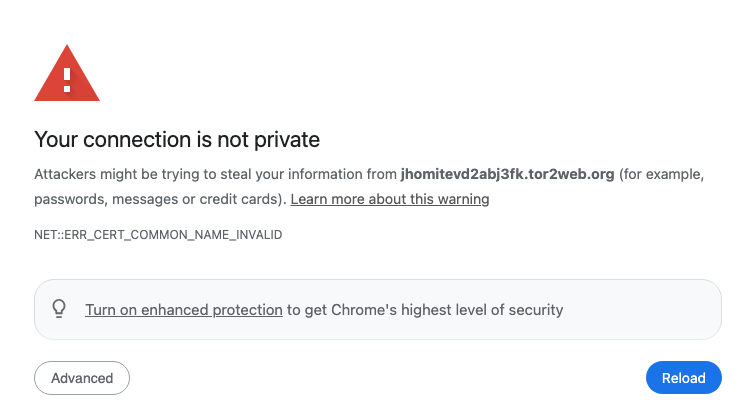 Your connection is not private
Attackers might be trying to steal your information from jhomitevd2abj3fk.tor2web.org (for example,
passwords, messages or credit cards). Learn more about this warning
NET::ERR_CERT_COMMON_NAME_INVALID
Turn on enhanced protection to get Chrome's highest level of security
Advanced
Reload